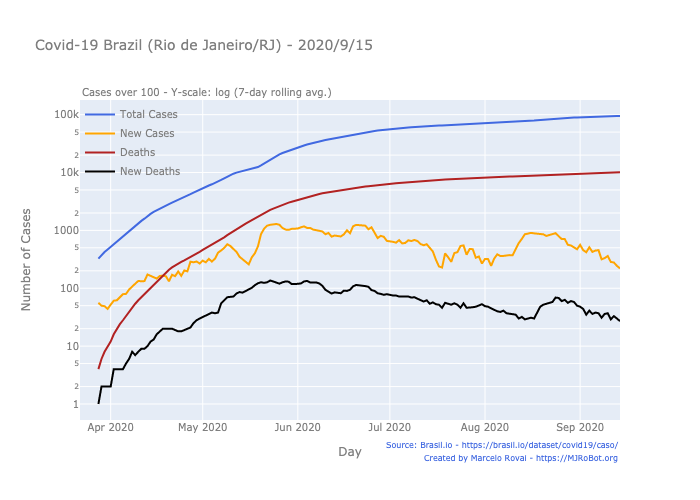 Covid-19 Brazil (Rio de Janeiro/RJ) - 2020/9/15
Cases over 100 - Y-scale: log (7-day rolling avg.)
Total Cases
New Cases
Deaths
New Deaths
100k
5
2
10k
5
2
1000
5
2
100
5
2
10
5
2
1
Number of Cases
Apr 2020
May 2020
Jun 2020
Jul 2020
Aug 2020
Sep 2020
Day
Source: Brasil.io - https://brasil.io/dataset/covid19/caso/
Created by Marcelo Rovai - https://MJRoBot.org